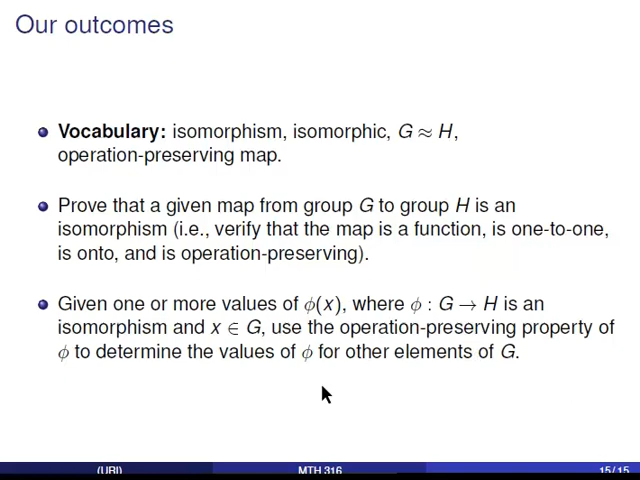 Our outcomes
Vocabulary: isomorphism, isomorphic, G ≈ H,
operation-preserving map.
Prove that a given map from group G to group H is an
isomorphism (i.e., verify that the map is a function, is one-to-one,
is onto, and is operation-preserving).
Given one or more values of ϕ(x), where ϕ : G → H is an
isomorphism and x ∈ G, use the operation-preserving property of
ϕ to determine the values of ϕ for other elements of G.
(UBI) MTH 316 15/15